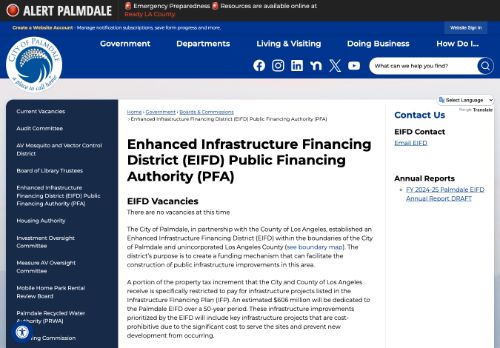 ALERT PALMDALE
🚨 Emergency Preparedness 🚨 Resources are available online at
Ready LA County.
Create a Website Account - Manage notification subscriptions, save form progress and more.
Website Sign In
CITY OF PALMDALE
a place to call home
Government
Departments
Living & Visiting
Doing Business
How Do I...
What can we help you find?
Select Language
Google Translate
Current Vacancies
Audit Committee
AV Mosquito and Vector Control
District
Board of Library Trustees
Enhanced Infrastructure
Financing District (EIFD) Public
Financing Authority (PFA)
Housing Authority
Investment Oversight
Committee
Measure AV Oversight
Committee
Mobile Home Park Rental
Review Board
Palmdale Recycled Water
Authority (PRWA)
Planning Commission
Home › Government › Boards & Commissions
› Enhanced Infrastructure Financing District (EIFD) Public Financing Authority (PFA)
Enhanced Infrastructure Financing
District (EIFD) Public Financing
Authority (PFA)
EIFD Vacancies
There are no vacancies at this time
The City of Palmdale, in partnership with the County of Los Angeles, established an
Enhanced Infrastructure Financing District (EIFD) within the boundaries of the City
of Palmdale and unincorporated Los Angeles County (see boundary map). The
district's purpose is to create a funding mechanism that can facilitate the
construction of public infrastructure improvements in this area.
A portion of the property tax increment that the City and County of Los Angeles
receive is specifically restricted to pay for infrastructure projects listed in the
Infrastructure Financing Plan (IFP). An estimated $606 million will be dedicated to
the Palmdale EIFD over a 50-year period. These infrastructure improvements
prioritized by the EIFD will include key infrastructure projects that are cost-
prohibitive due to the significant cost to serve the sites and prevent new
development from occurring.
Contact Us
EIFD Contact
Email EIFD
Annual Reports
• FY 2024-25 Palmdale EIFD
Annual Report DRAFT